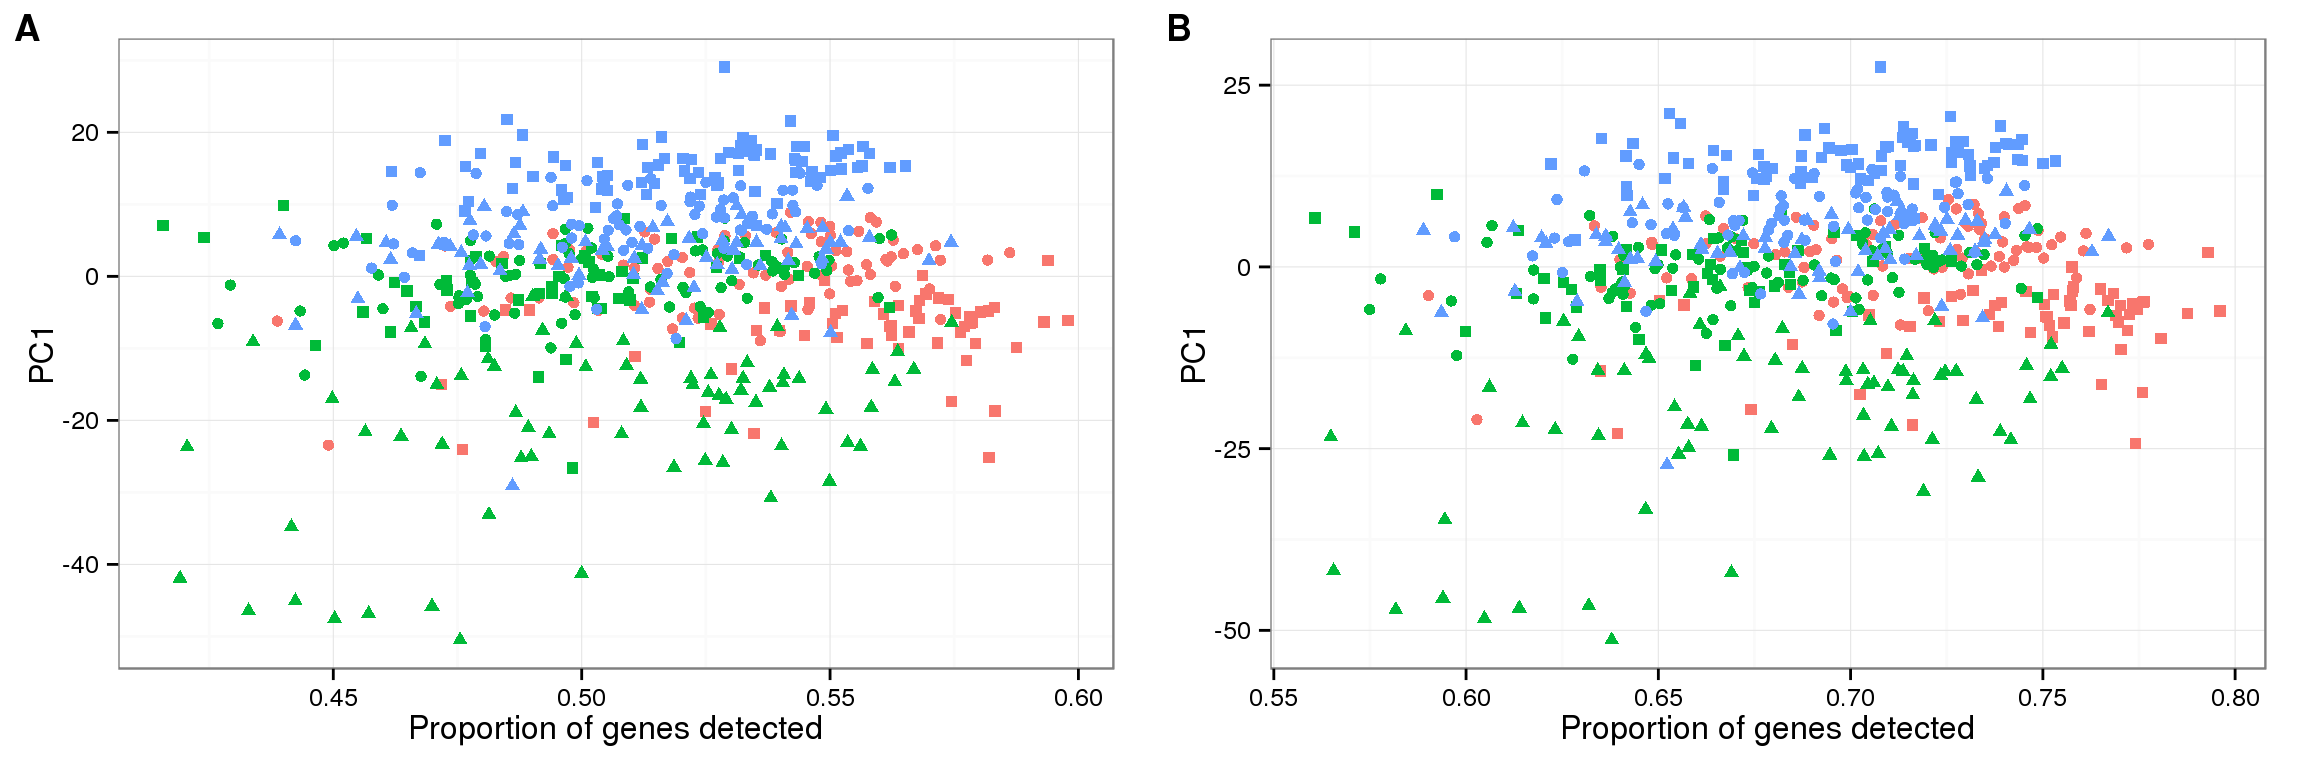 A
PC1
20
0
-20
-40
0.45 0.50 0.55 0.60
Proportion of genes detected
B
PC1
25
0
-25
-50
0.55 0.60 0.65 0.70 0.75 0.80
Proportion of genes detected